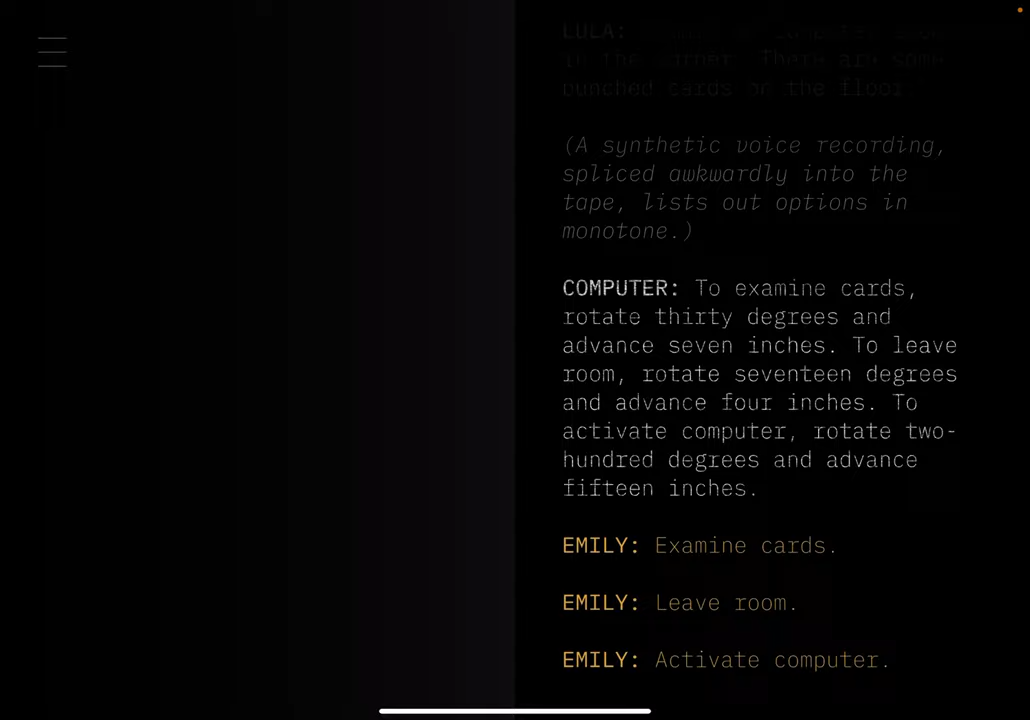 LULA:
in the corner. There are some
punched cards on the floor
(A synthetic voice recording,
spliced awkwardly into the
tape, lists out options in
monotone.)
COMPUTER: To examine cards,
rotate thirty degrees and
advance seven inches. To leave
room, rotate seventeen degrees
and advance four inches. To
activate computer, rotate two-
hundred degrees and advance
fifteen inches.
EMILY: Examine cards.
EMILY: Leave room.
EMILY: Activate computer.